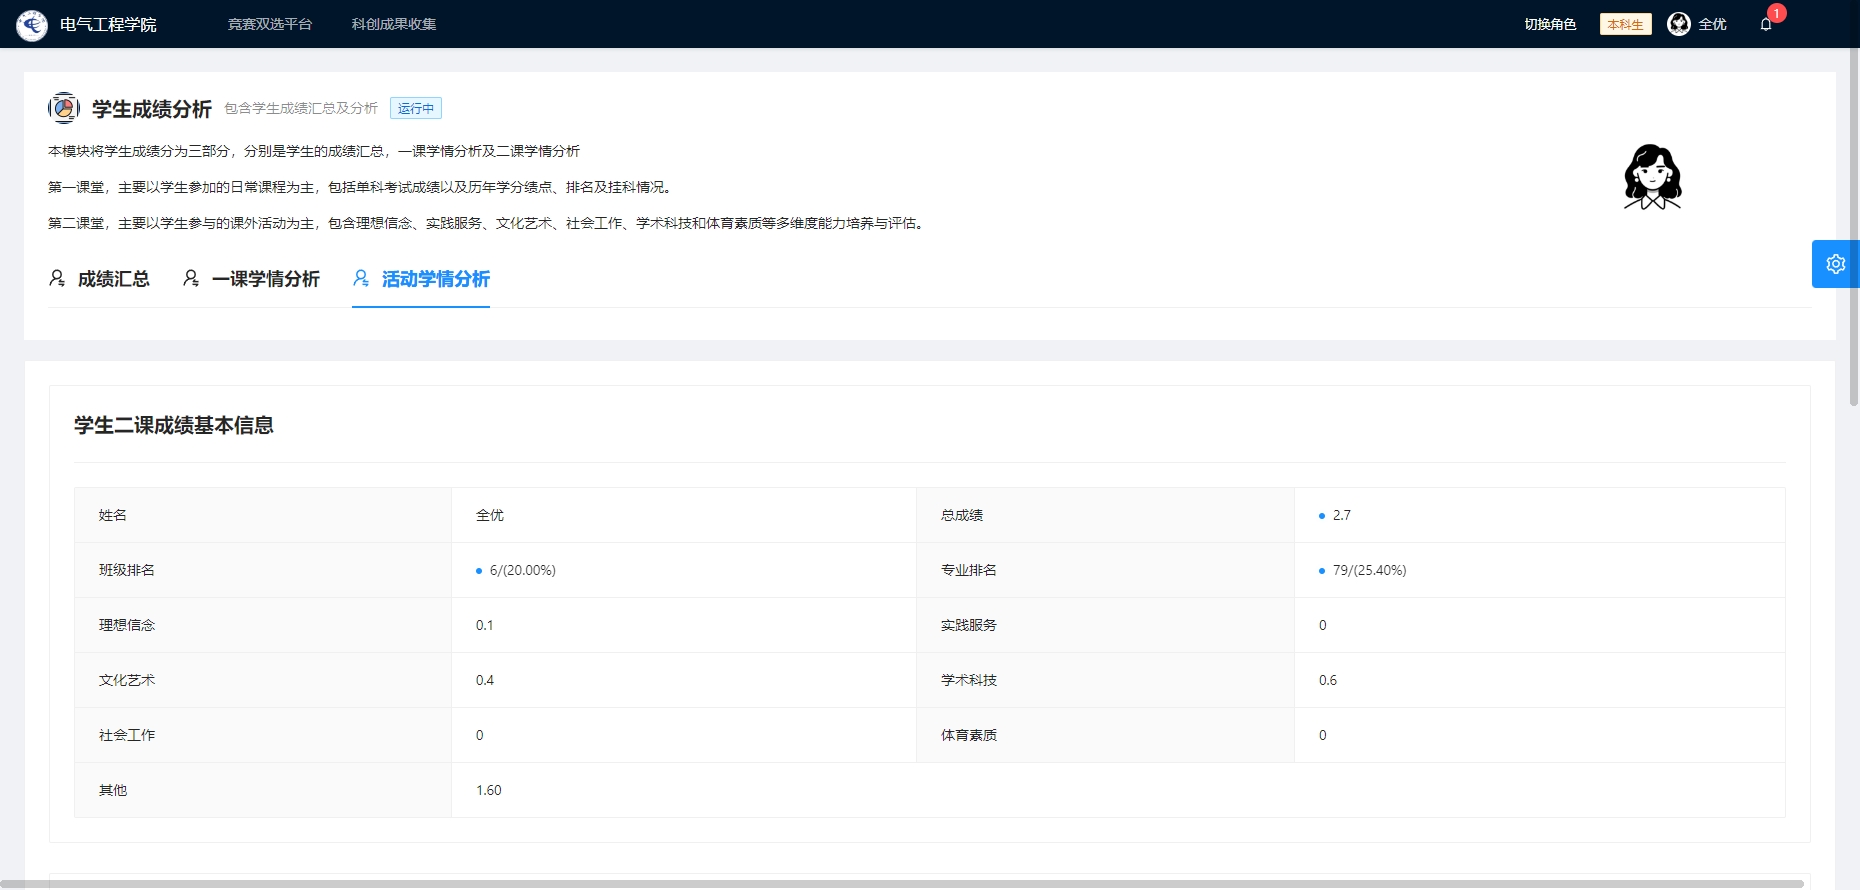 电气工程学院 竞赛双选平台 科创成果收集 切换角色 本科生 全优 1
学生成绩分析 包含学生成绩汇总及分析 运行中
本模块将学生成绩分为三部分，分别是学生的成绩汇总，一课学情分析及二课学情分析
第一课堂，主要以学生参加的日常课程为主，包括单科考试成绩以及历年学分绩点、排名及挂科情况。
第二课堂，主要以学生参与的课外活动为主，包含理想信念、实践服务、文化艺术、社会工作、学术科技和体育素质等多维度能力培养与评估。
成绩汇总 一课学情分析 活动学情分析
学生二课成绩基本信息
姓名 全优 总成绩 2.7
班级排名 6/(20.00%) 专业排名 79/(25.40%)
理想信念 0.1 实践服务 0
文化艺术 0.4 学术科技 0.6
社会工作 0 体育素质 0
其他 1.60